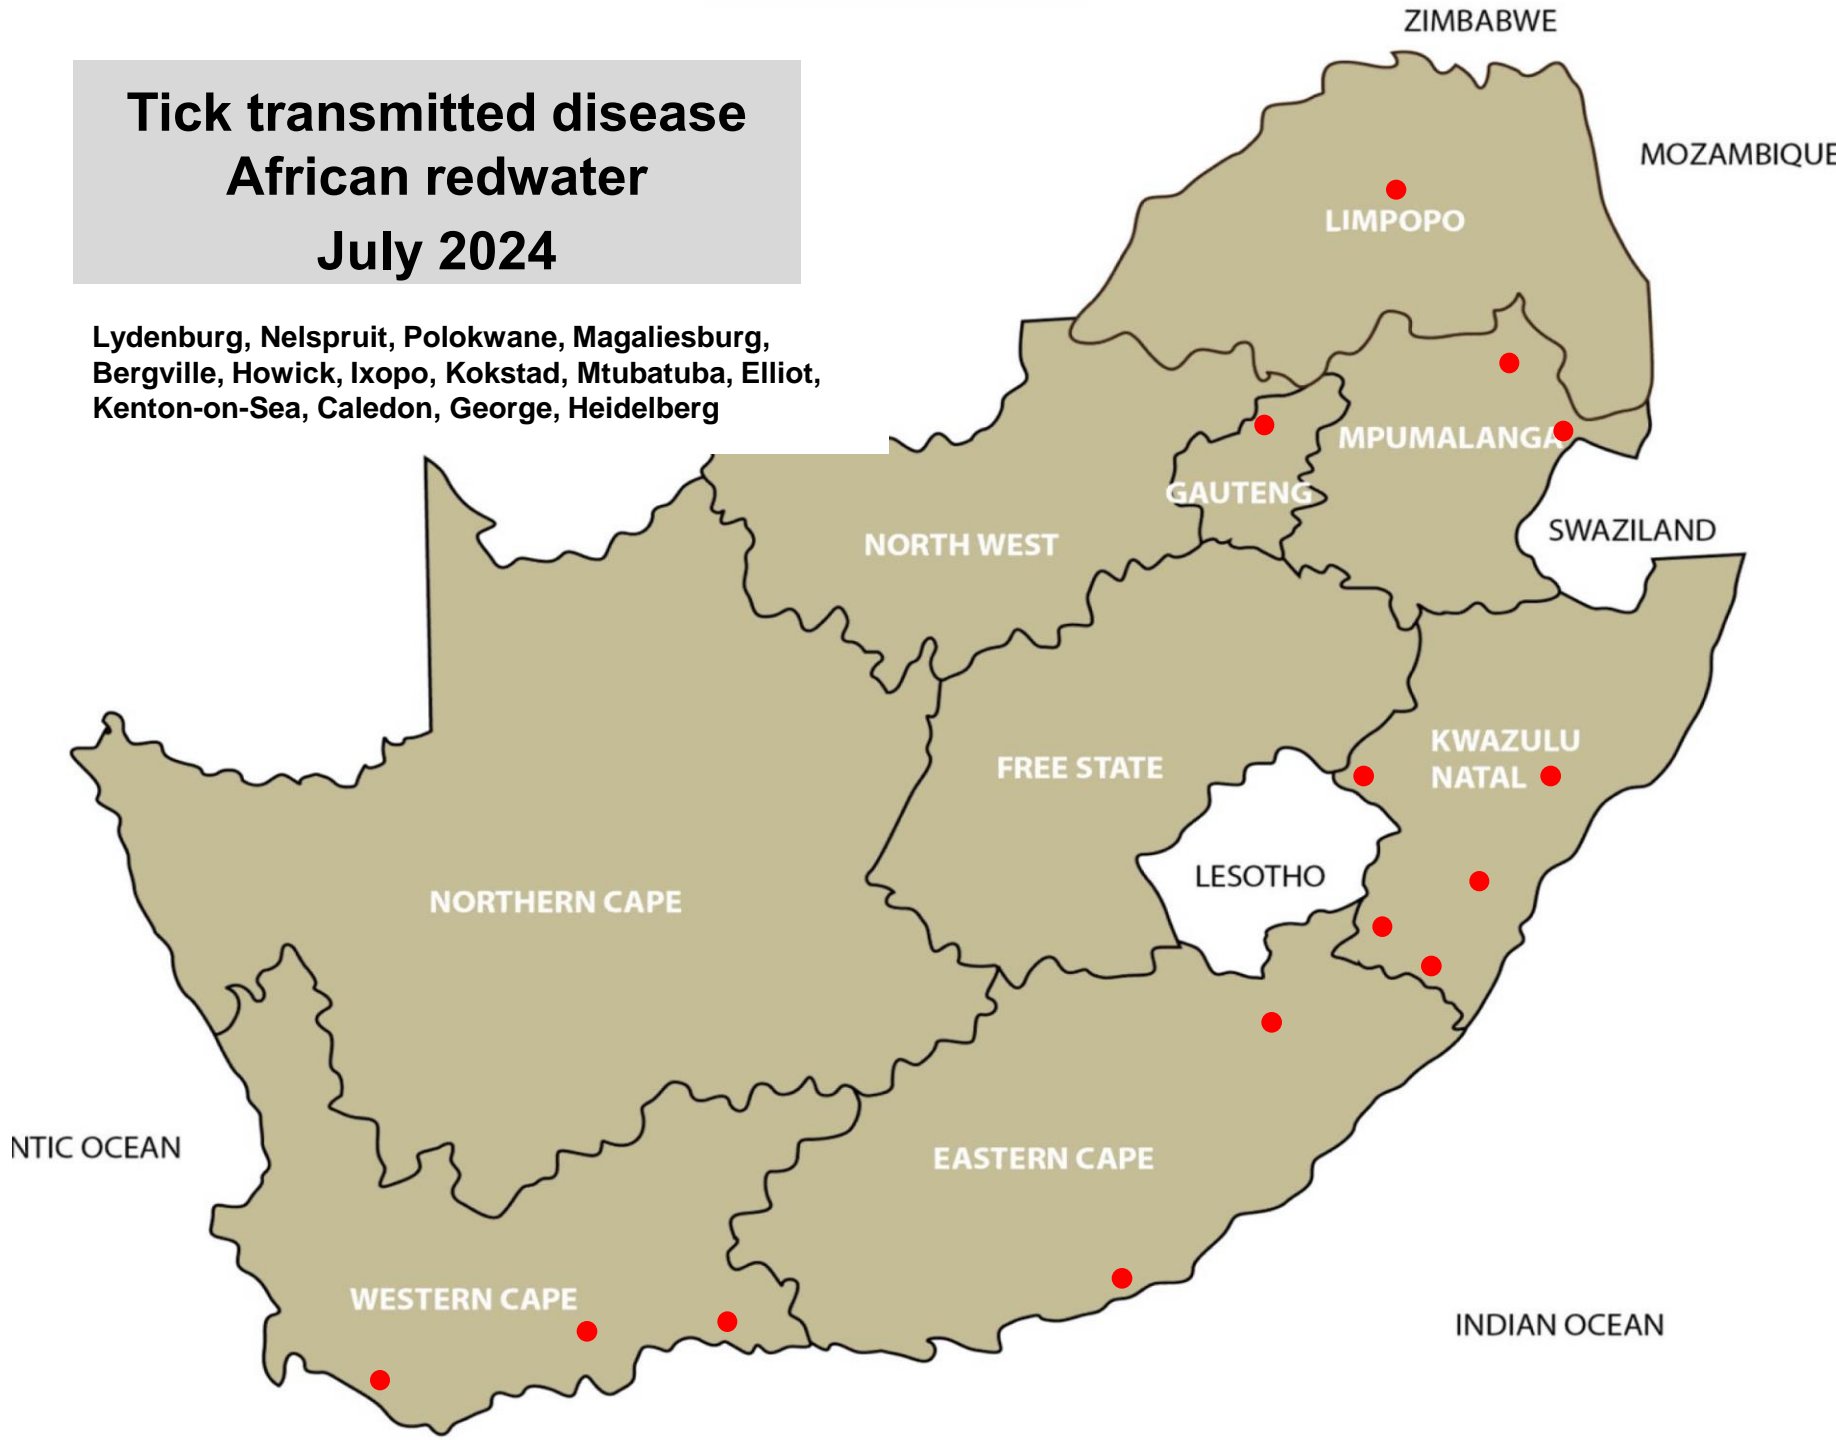 Tick transmitted disease
African redwater
July 2024
Lydenburg, Nelspruit, Polokwane, Magaliesburg,
Bergville, Howick, Ixopo, Kokstad, Mtubatuba, Elliot,
Kenton-on-Sea, Caledon, George, Heidelberg
ZIMBABWE
MOZAMBIQUE
LIMPOPO
MPUMALANGA
GAUTENG
NORTH WEST
SWAZILAND
KWAZULU
NATAL
FREE STATE
LESOTHO
NORTHERN CAPE
NTIC OCEAN
EASTERN CAPE
WESTERN CAPE
INDIAN OCEAN